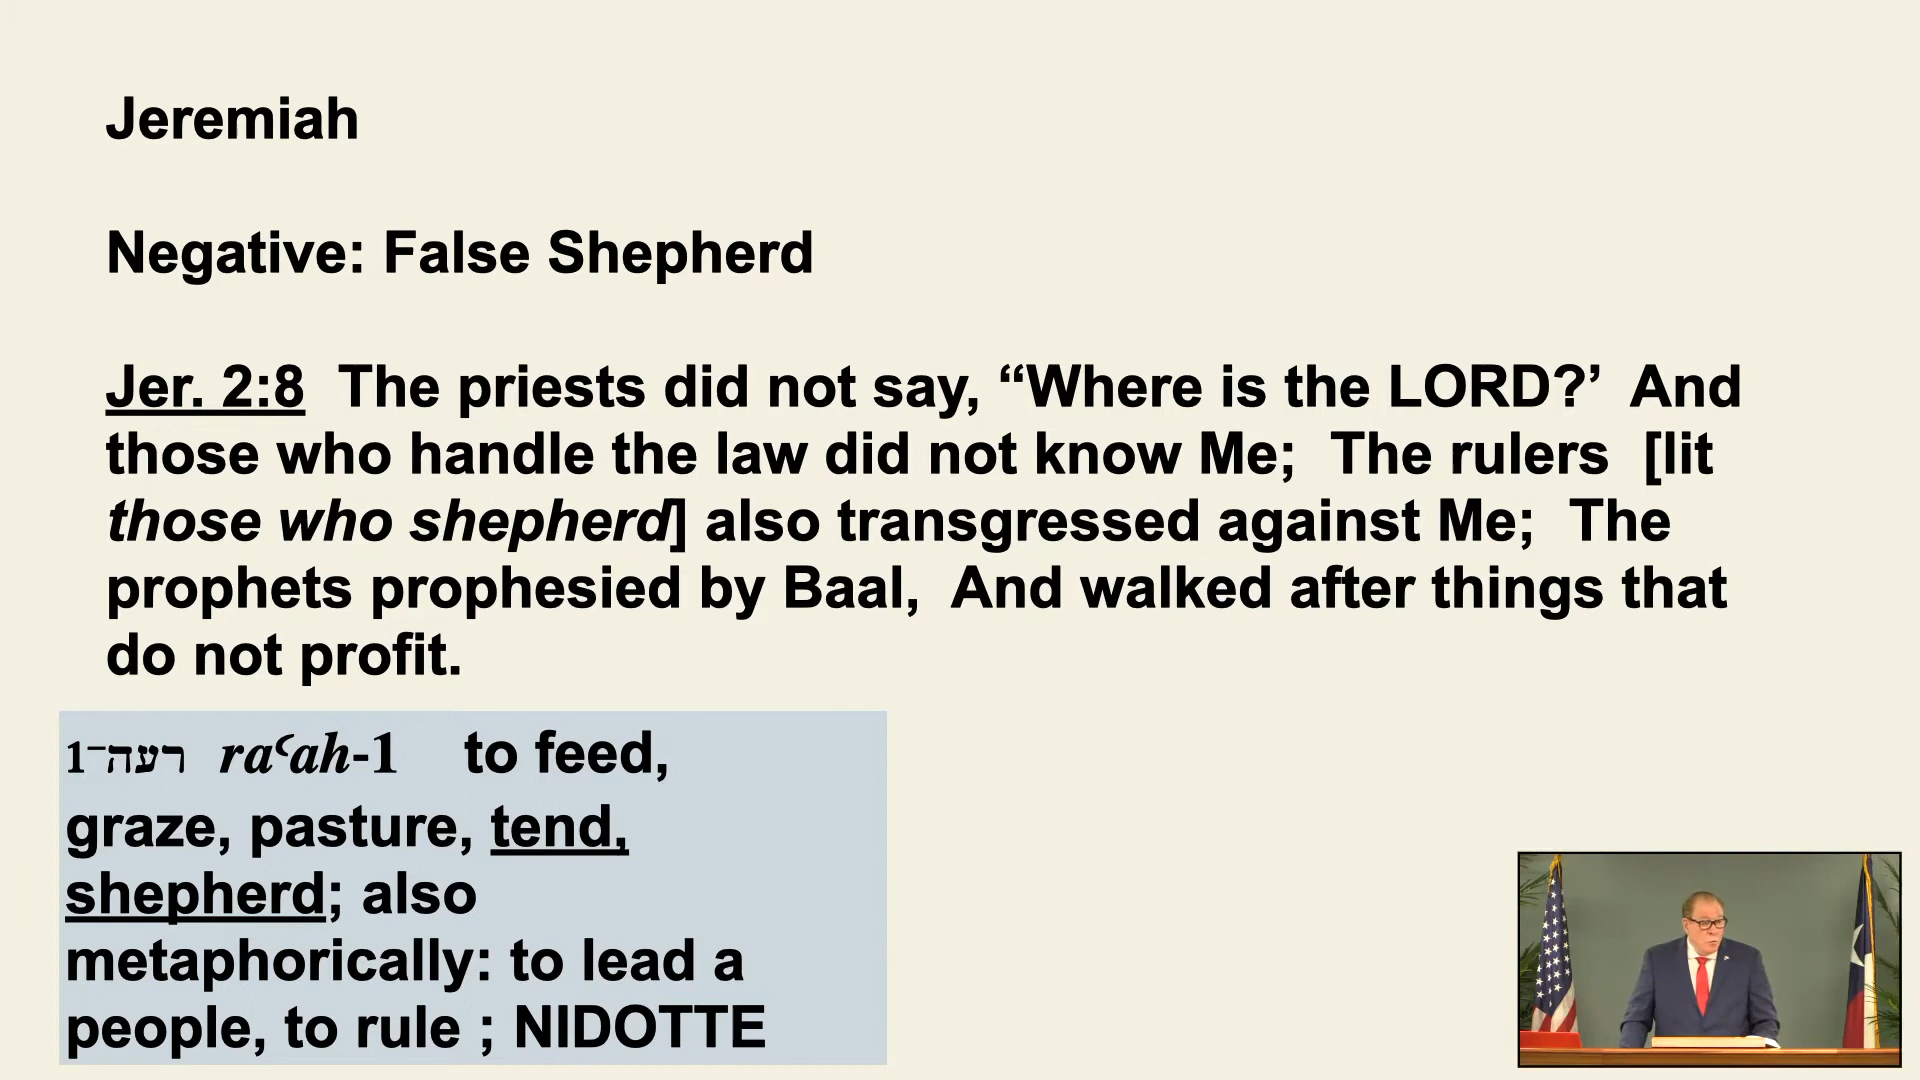 Jeremiah
Negative: False Shepherd
Jer. 2:8  The priests did not say, “Where is the LORD?’  And
those who handle the law did not know Me;  The rulers  [lit
those who shepherd] also transgressed against Me;  The
prophets prophesied by Baal,  And walked after things that
do not profit.
רעה־1  raʿah-1    to feed,
graze, pasture, tend,
shepherd; also
metaphorically: to lead a
people, to rule ; NIDOTTE